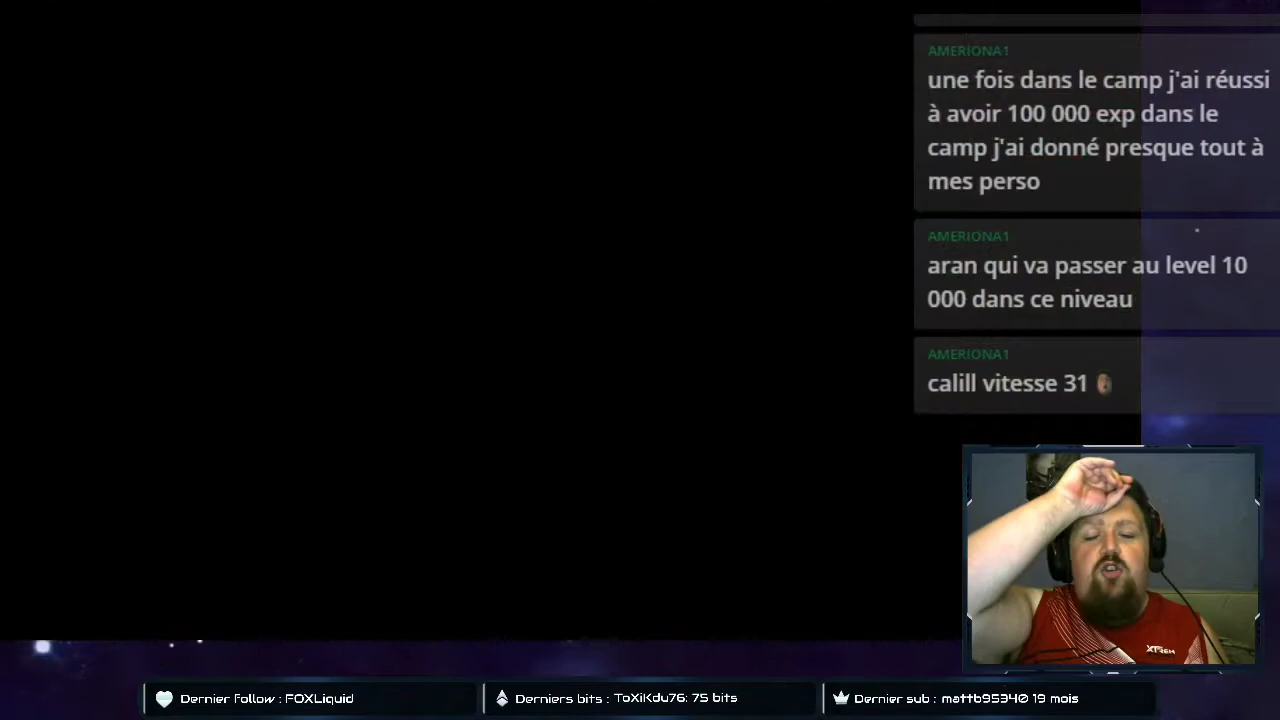 AMERIONA1
une fois dans le camp j'ai réussi
à avoir 100 000 exp dans le
camp j'ai donné presque tout à
mes perso
AMERIONA1
aran qui va passer au level 10
000 dans ce niveau
AMERIONA1
calill vitesse 31
XTREM
Dernier follow : FOXLiquid
Derniers bits : ToXiKdu76: 75 bits
Dernier sub : mattb95340 19 mois